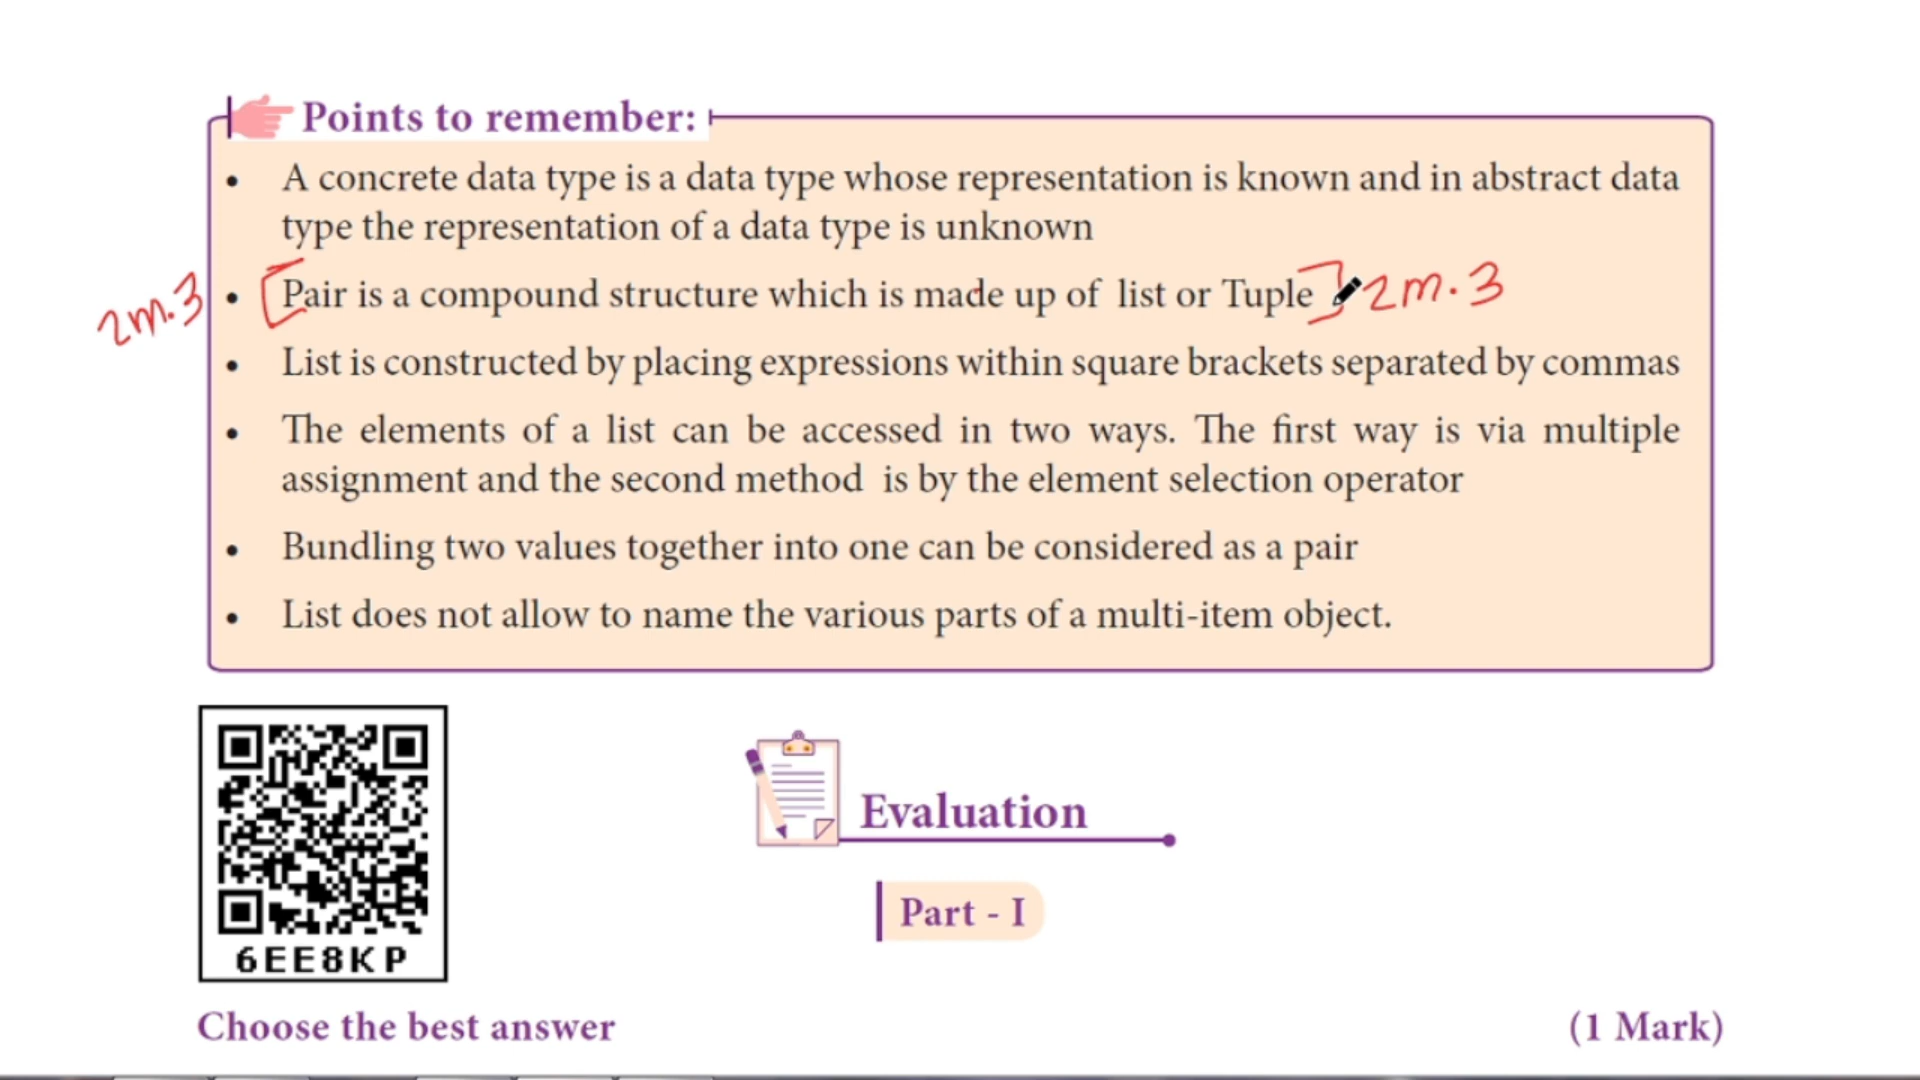 Points to remember:
• A concrete data type is a data type whose representation is known and in abstract data
type the representation of a data type is unknown
2m.3 • [Pair is a compound structure which is made up of list or Tuple] 2m.3
• List is constructed by placing expressions within square brackets separated by commas
• The elements of a list can be accessed in two ways. The first way is via multiple
assignment and the second method is by the element selection operator
• Bundling two values together into one can be considered as a pair
• List does not allow to name the various parts of a multi-item object.
6EE8KP
Evaluation
Part - I
Choose the best answer (1 Mark)